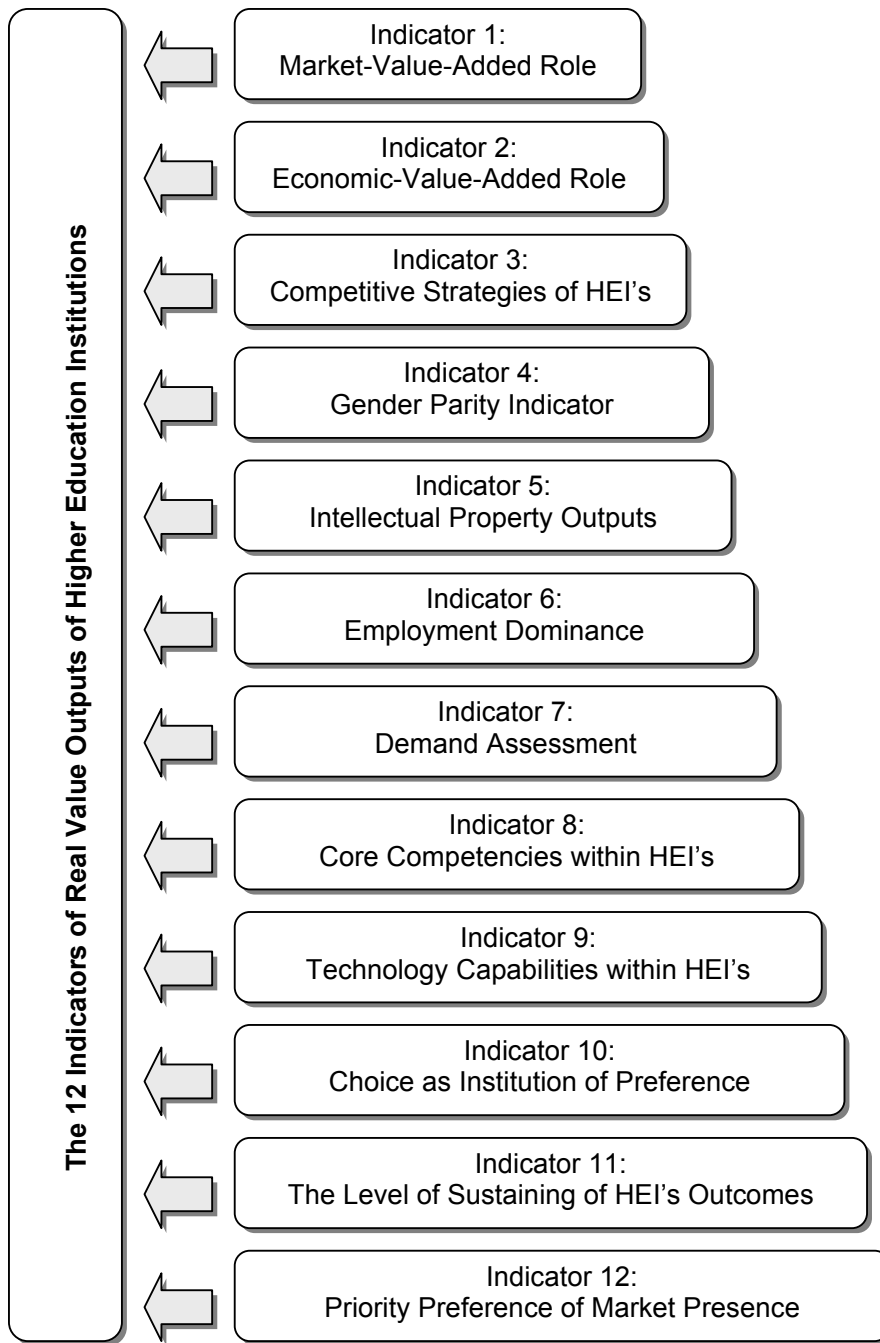 The 12 Indicators of Real Value Outputs of Higher Education Institutions
Indicator 1:
Market-Value-Added Role
Indicator 2:
Economic-Value-Added Role
Indicator 3:
Competitive Strategies of HEI’s
Indicator 4:
Gender Parity Indicator
Indicator 5:
Intellectual Property Outputs
Indicator 6:
Employment Dominance
Indicator 7:
Demand Assessment
Indicator 8:
Core Competencies within HEI’s
Indicator 9:
Technology Capabilities within HEI’s
Indicator 10:
Choice as Institution of Preference
Indicator 11:
The Level of Sustaining of HEI’s Outcomes
Indicator 12:
Priority Preference of Market Presence